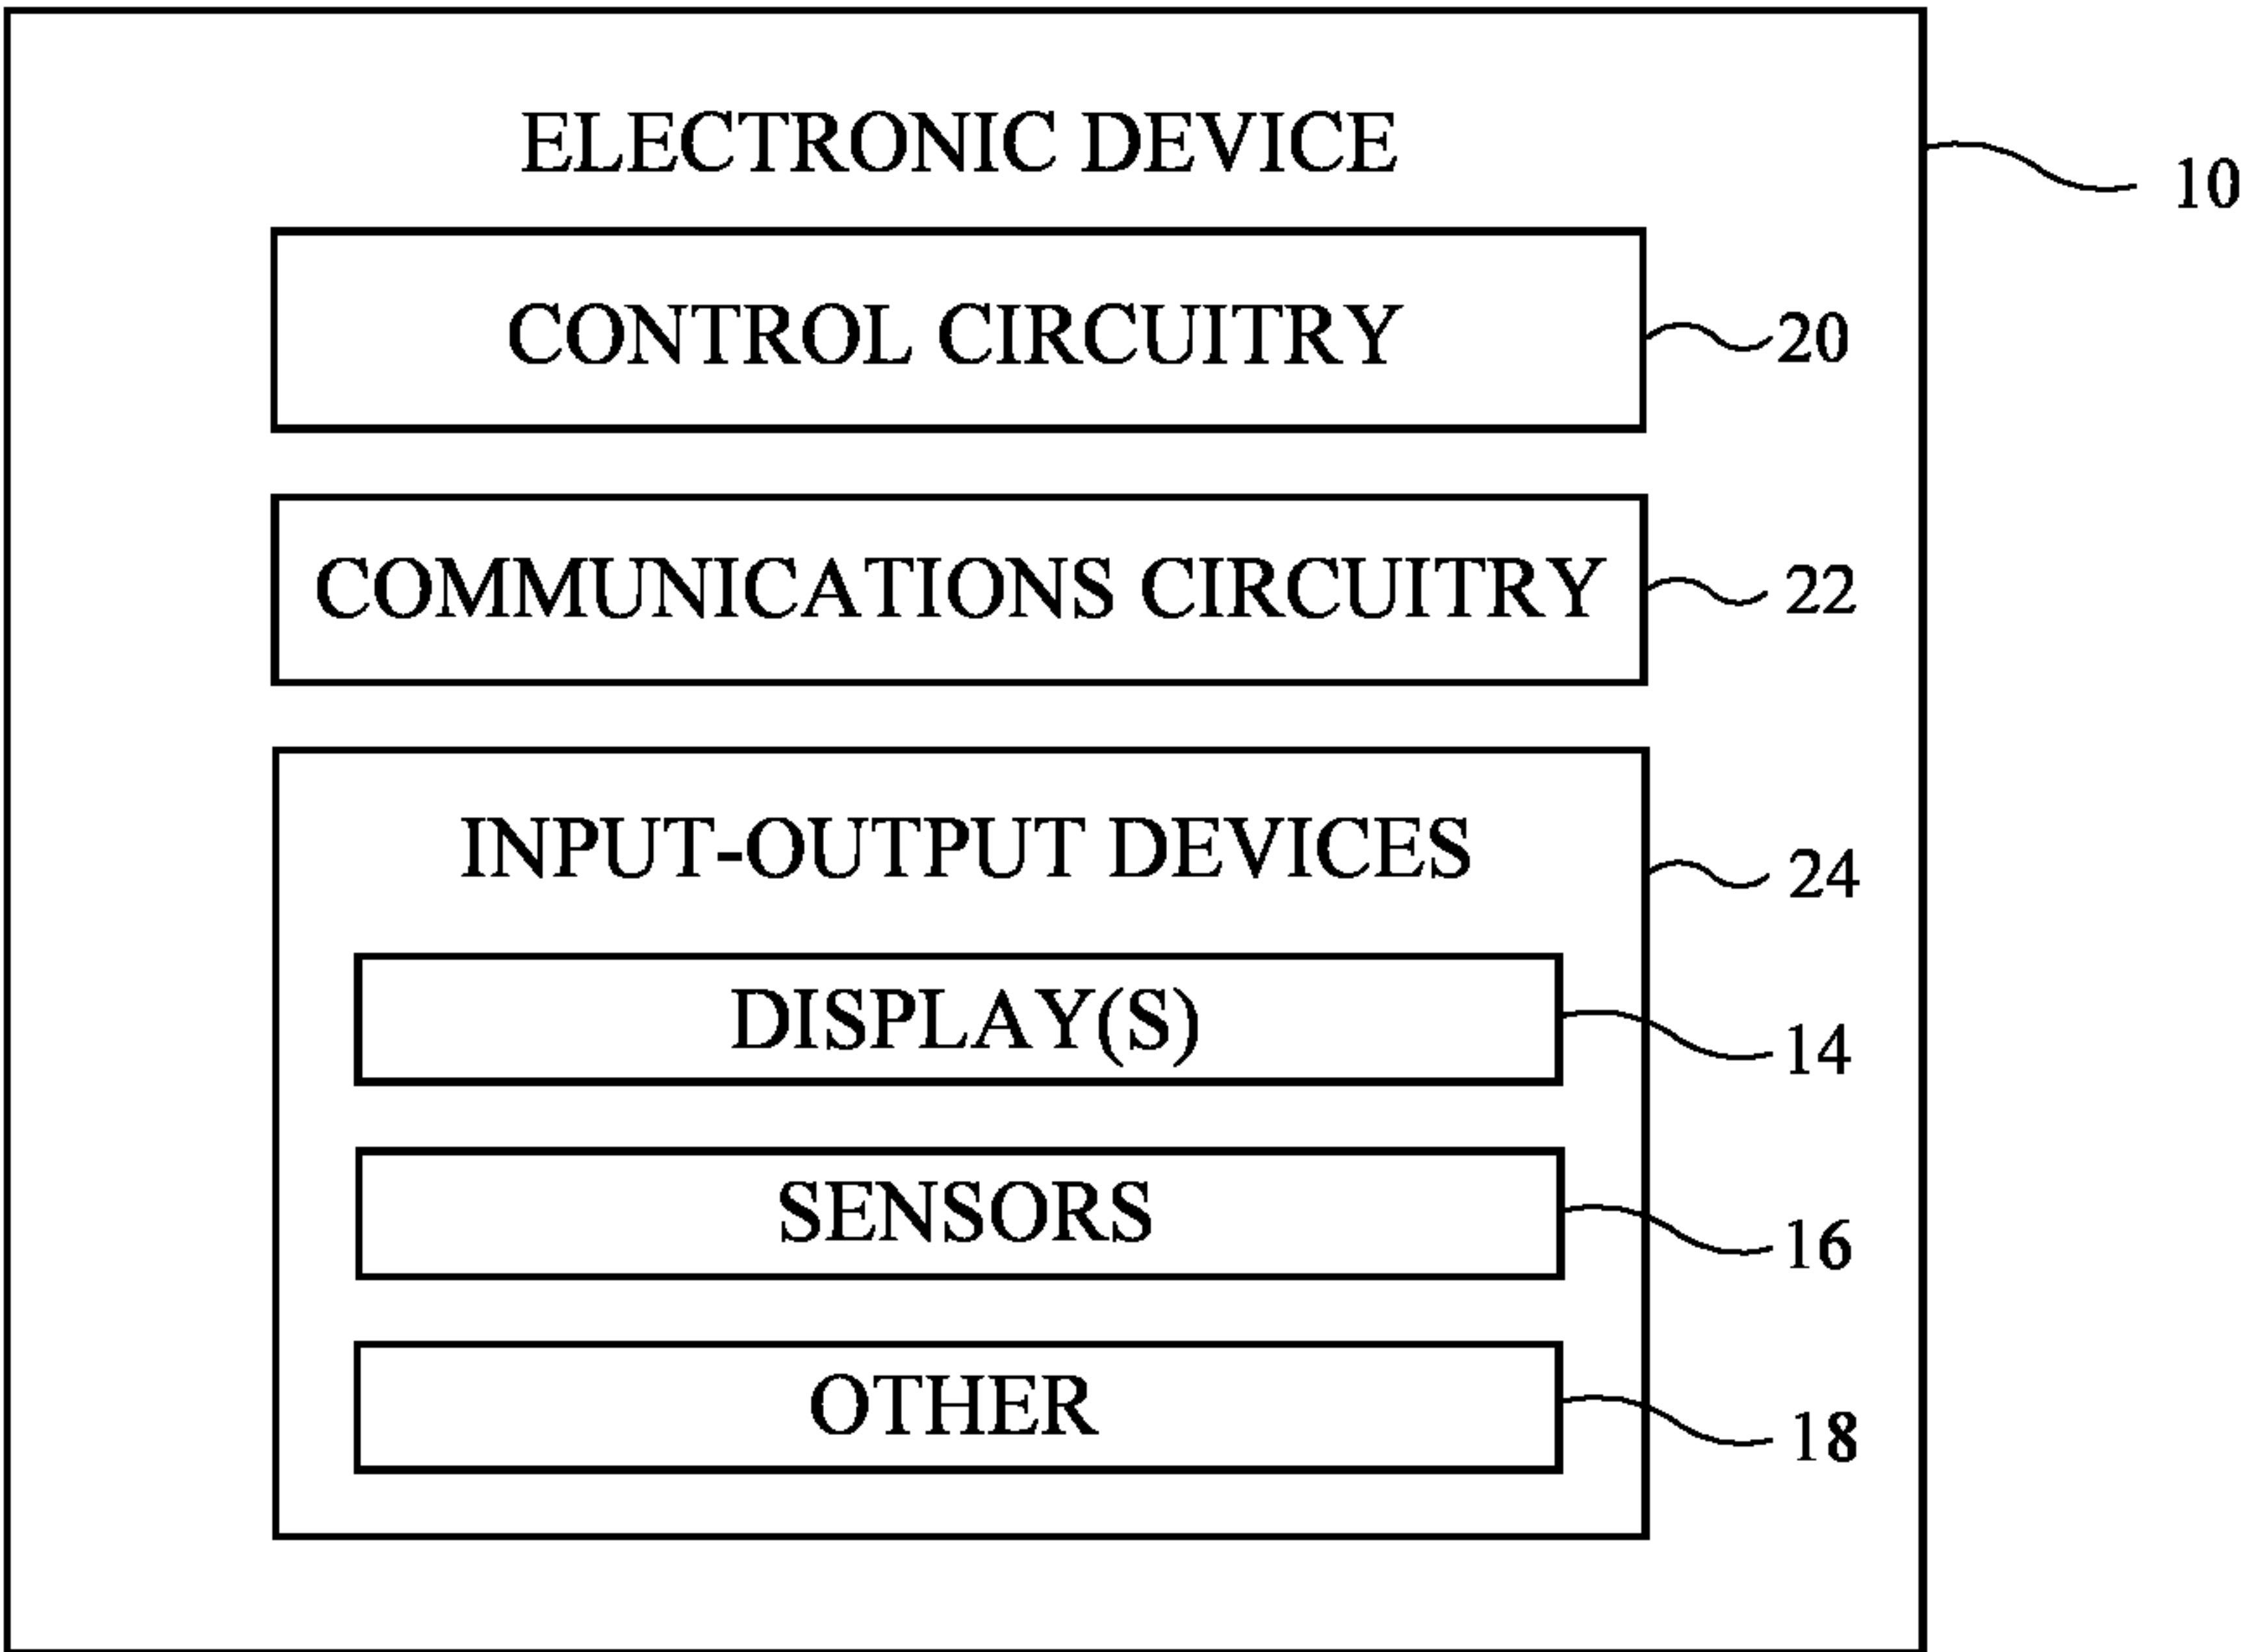 ELECTRONIC DEVICE
10
CONTROL CIRCUITRY
20
COMMUNICATIONS CIRCUITRY
22
INPUT-OUTPUT DEVICES
24
DISPLAY(S)
14
SENSORS
16
OTHER
18